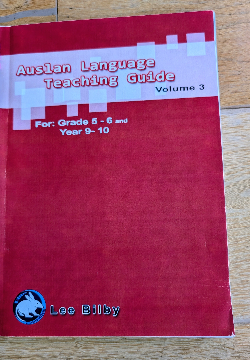 Auslan Language
Teaching Guide
Volume 3
For: Grade 5 - 6 and
Year 9- 10
Lee Bilby